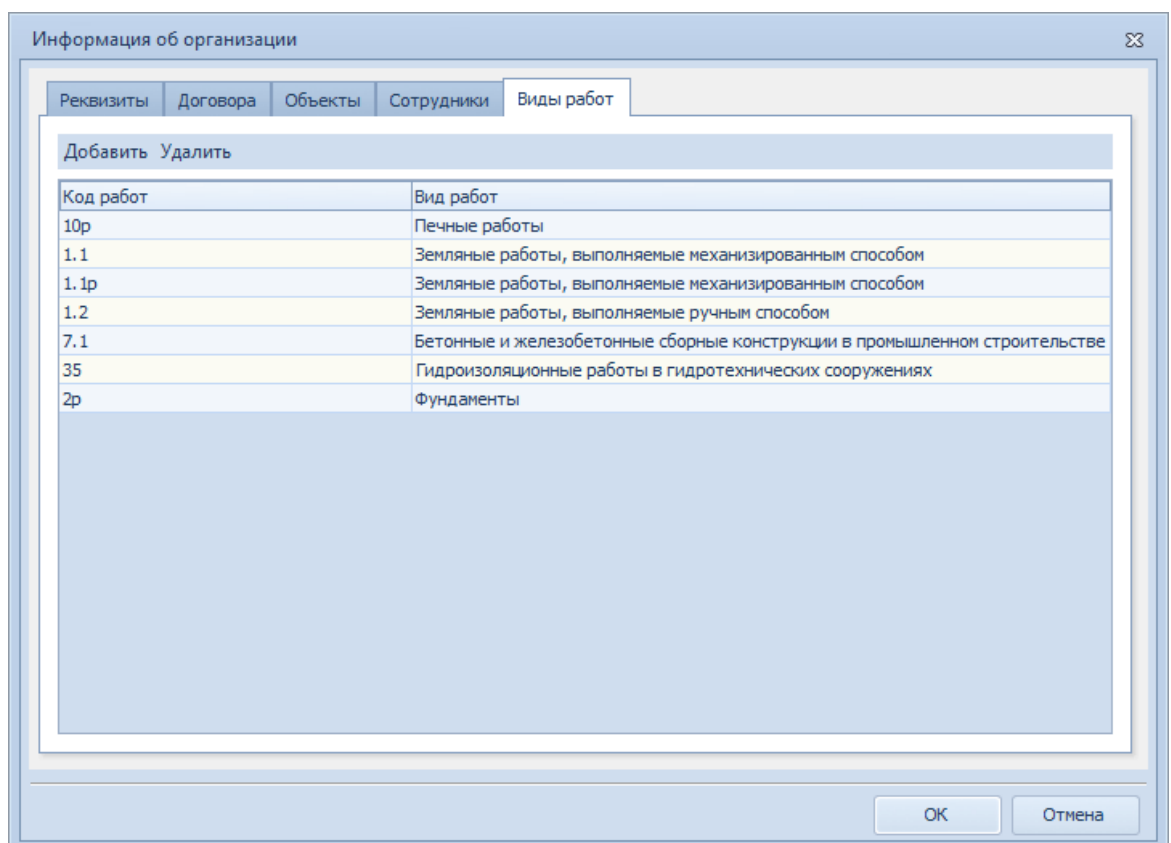 Информация об организации
Реквизиты Договора Объекты Сотрудники Виды работ
Добавить Удалить
Код работ Вид работ
10р Печные работы
1.1 Земляные работы, выполняемые механизированным способом
1.1р Земляные работы, выполняемые механизированным способом
1.2 Земляные работы, выполняемые ручным способом
7.1 Бетонные и железобетонные сборные конструкции в промышленном строительстве
35 Гидроизоляционные работы в гидротехнических сооружениях
2р Фундаменты
ОК Отмена